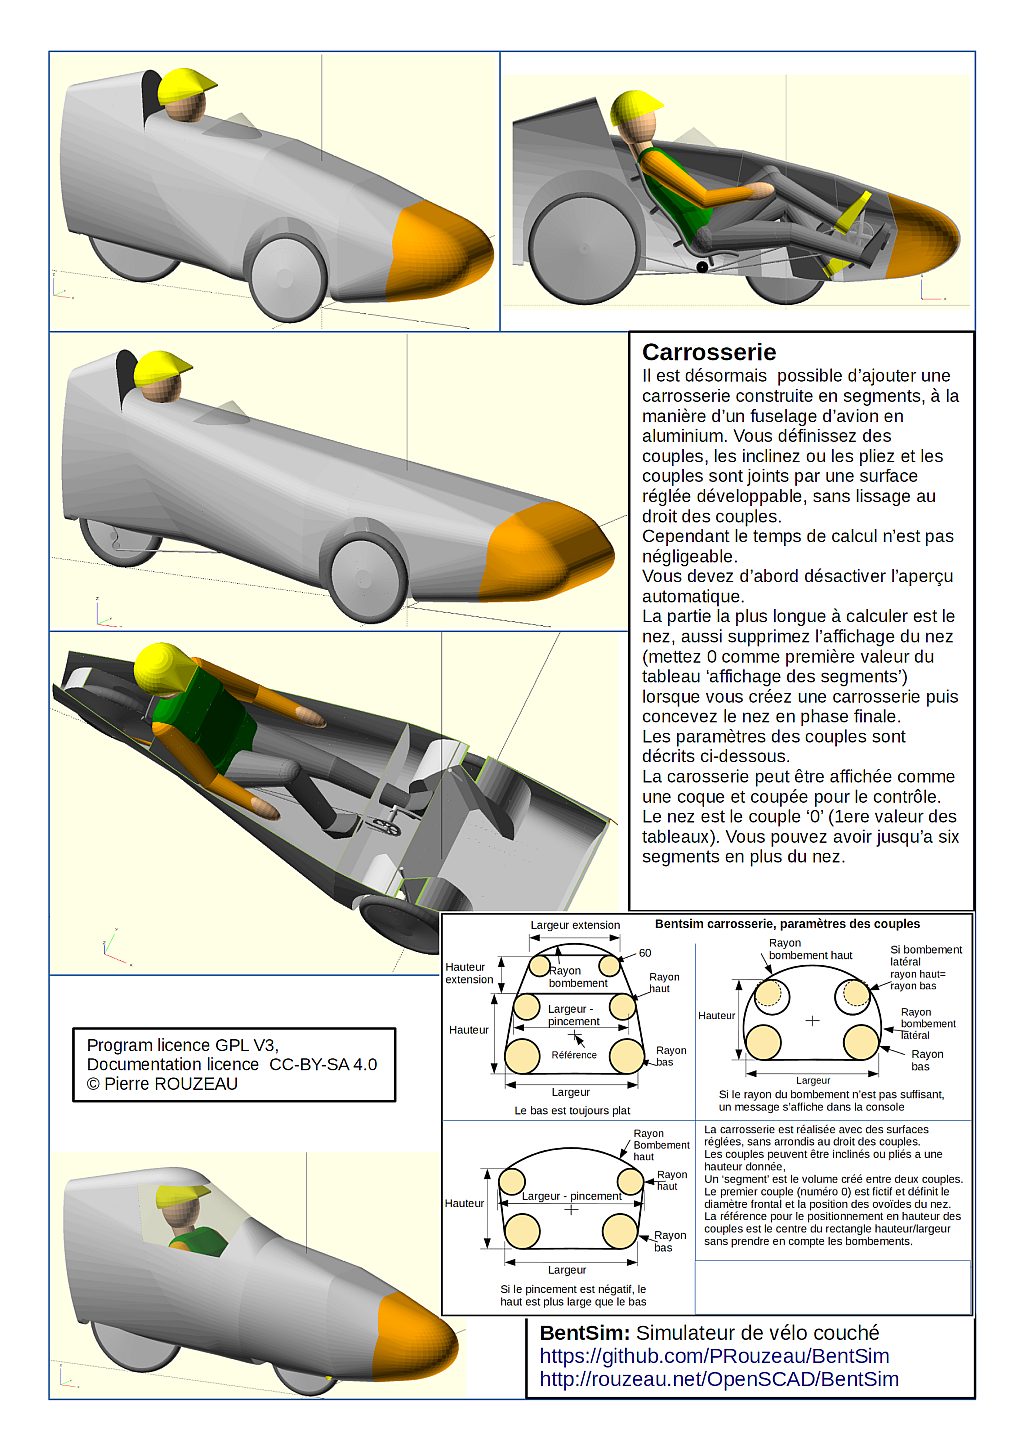 Carrosserie
Il est désormais  possible d’ajouter une
carrosserie construite en segments, à la
manière d’un fuselage d’avion en
aluminium. Vous définissez des
couples, les inclinez ou les pliez et les
couples sont joints par une surface
réglée développable, sans lissage au
droit des couples.
Cependant le temps de calcul n’est pas
négligeable.
Vous devez d’abord désactiver l’aperçu
automatique.
La partie la plus longue à calculer est le
nez, aussi supprimez l’affichage du nez
(mettez 0 comme première valeur du
tableau ‘affichage des segments’)
lorsque vous créez une carrosserie puis
concevez le nez en phase finale.
Les paramètres des couples sont
décrits ci-dessous.
La carosserie peut être affichée comme
une coque et coupée pour le contrôle.
Le nez est le couple ‘0’ (1ere valeur des
tableaux). Vous pouvez avoir jusqu’a six
segments en plus du nez.
Bentsim carrosserie, paramètres des couples
Largeur extension
60
Hauteur
extension
Rayon
bombement
Rayon
haut
Largeur -
pincement
Hauteur
Référence
Rayon
bas
Largeur
Le bas est toujours plat
Rayon
bombement haut
Si bombement
latéral
rayon haut=
rayon bas
Hauteur
Rayon
bombement
latéral
Rayon
bas
Largeur
Si le rayon du bombement n’est pas suffisant,
un message s’affiche dans la console
Rayon
Bombement
haut
Rayon
haut
Largeur - pincement
Hauteur
Rayon
bas
Largeur
Si le pincement est négatif, le
haut est plus large que le bas
La carrosserie est réalisée avec des surfaces
réglées, sans arrondis au droit des couples.
Les couples peuvent être inclinés ou pliés a une
hauteur donnée,
Un ‘segment’ est le volume créé entre deux couples.
Le premier couple (numéro 0) est fictif et définit le
diamètre frontal et la position des ovoïdes du nez.
La référence pour le positionnement en hauteur des
couples est le centre du rectangle hauteur/largeur
sans prendre en compte les bombements.
Program licence GPL V3,
Documentation licence  CC-BY-SA 4.0
© Pierre ROUZEAU
BentSim: Simulateur de vélo couché
https://github.com/PRouzeau/BentSim
http://rouzeau.net/OpenSCAD/BentSim